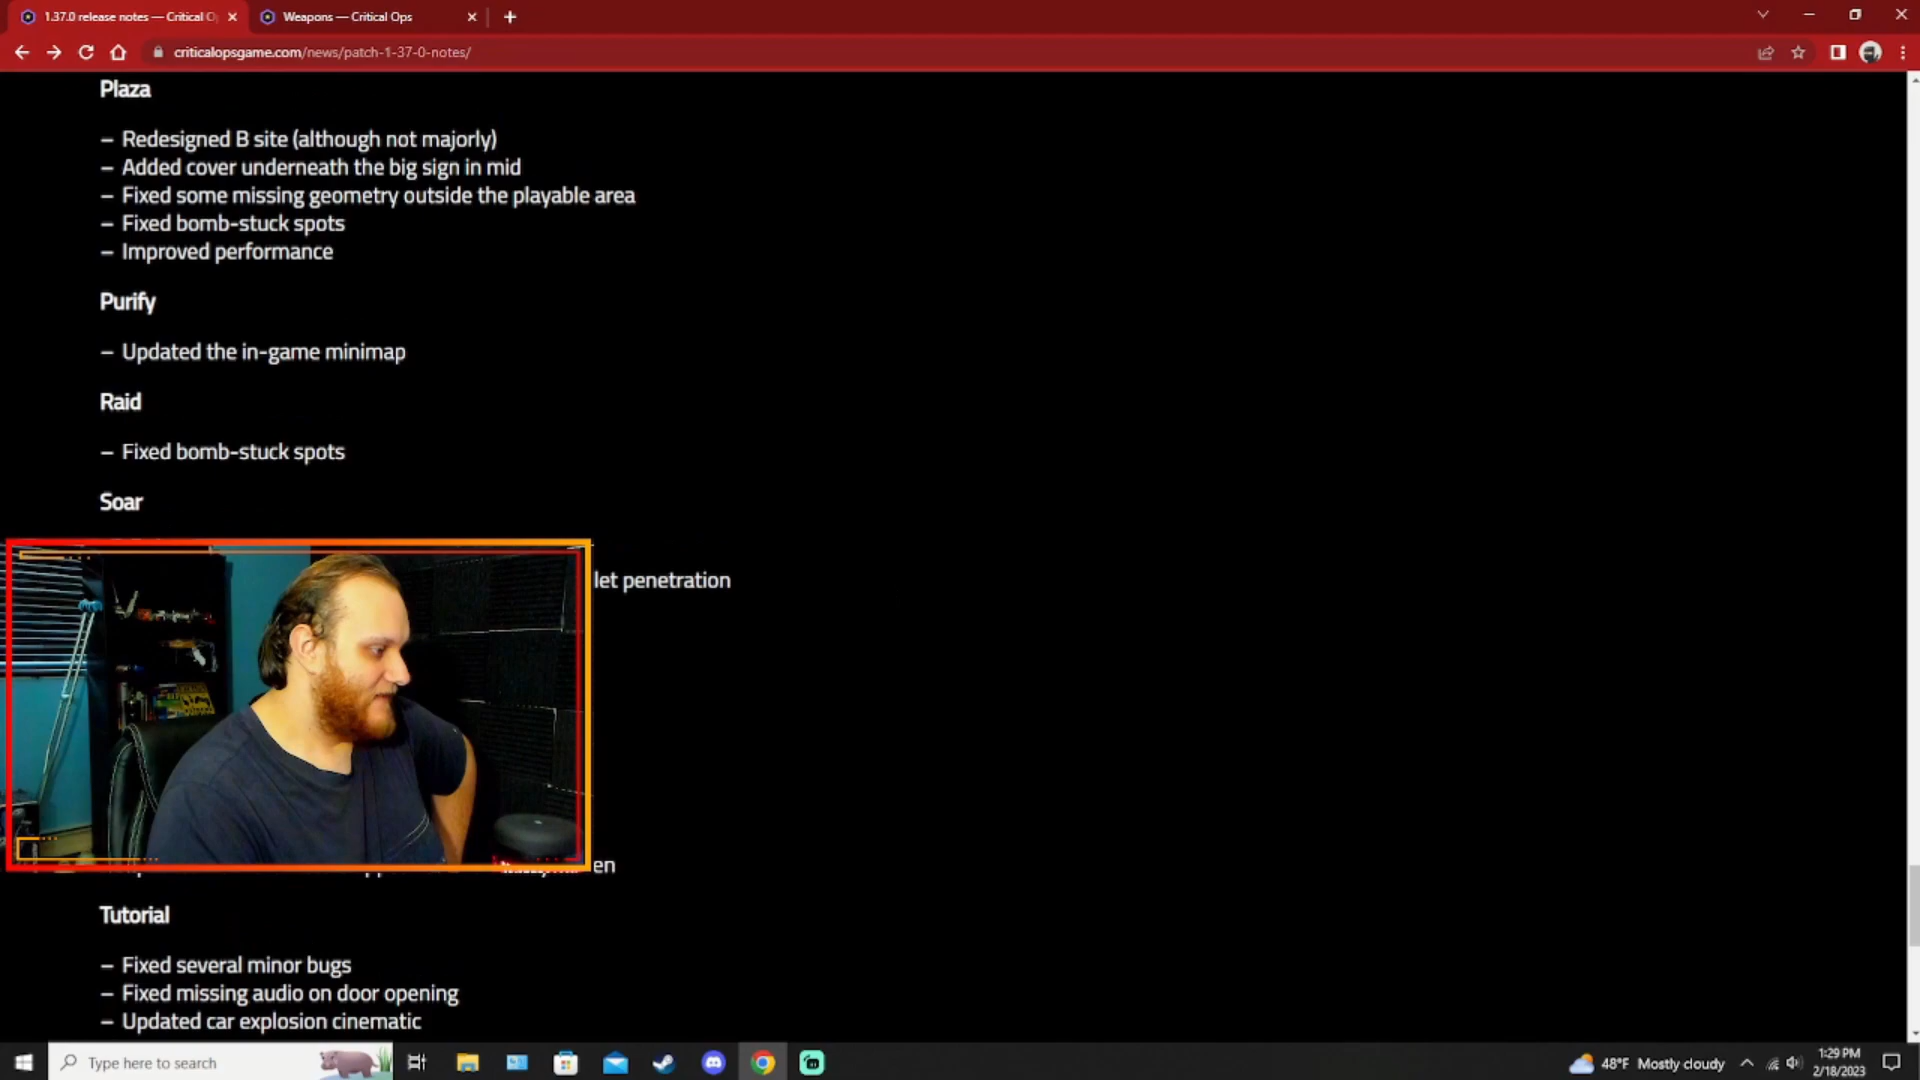 1.37.0 release notes — Critical O
Weapons — Critical Ops
criticalopsgame.com/news/patch-1-37-0-notes/
Plaza
– Redesigned B site (although not majorly)
– Added cover underneath the big sign in mid
– Fixed some missing geometry outside the playable area
– Fixed bomb-stuck spots
– Improved performance
Purify
– Updated the in-game minimap
Raid
– Fixed bomb-stuck spots
Soar
let penetration
en
Tutorial
– Fixed several minor bugs
– Fixed missing audio on door opening
– Updated car explosion cinematic
Type here to search
48°F Mostly cloudy
1:29 PM
2/18/2023